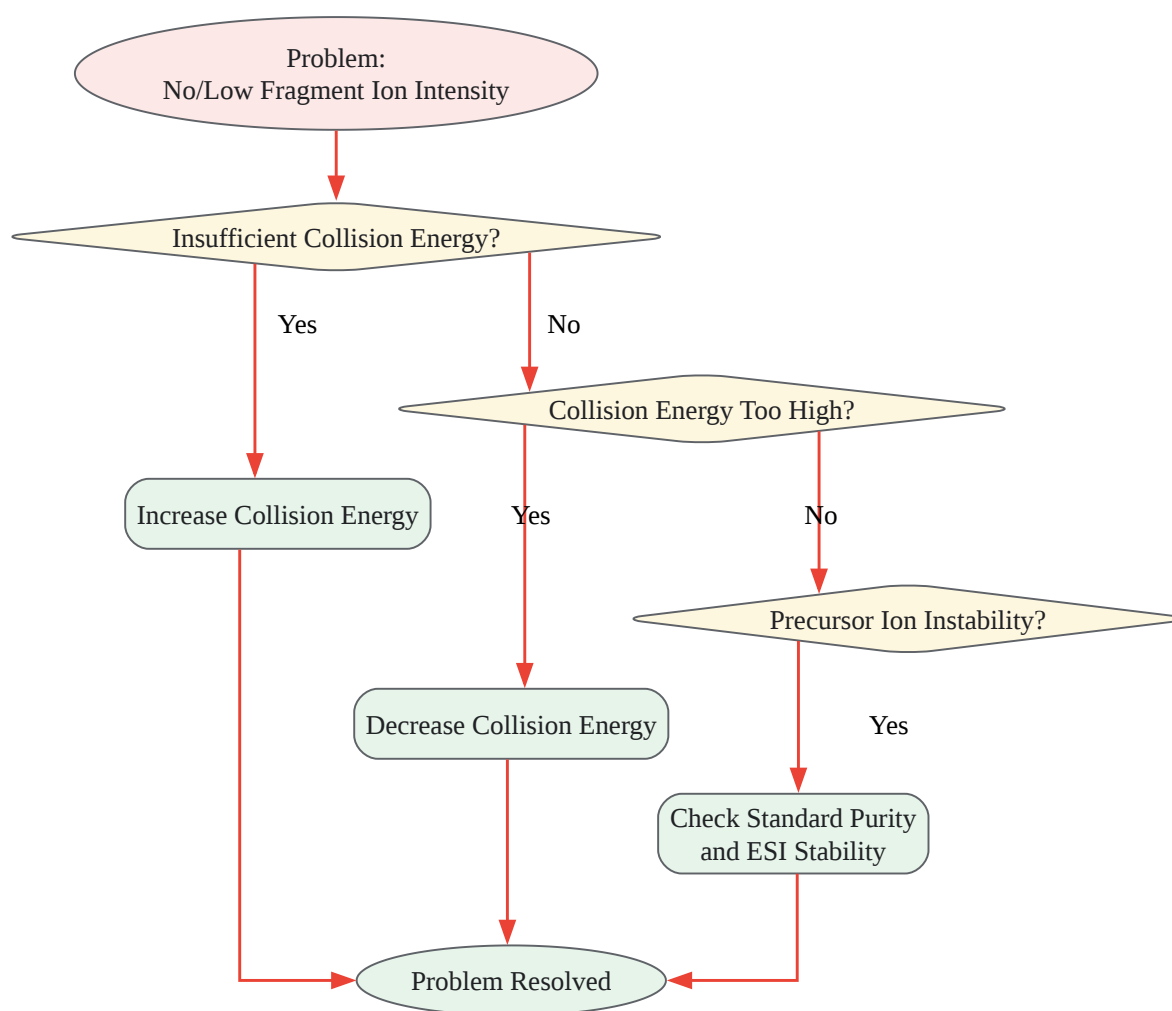 Problem:
No/Low Fragment Ion Intensity
Insufficient Collision Energy?
Yes
No
Collision Energy Too High?
Increase Collision Energy
Yes
No
Precursor Ion Instability?
Decrease Collision Energy
Yes
Check Standard Purity
and ESI Stability
Problem Resolved